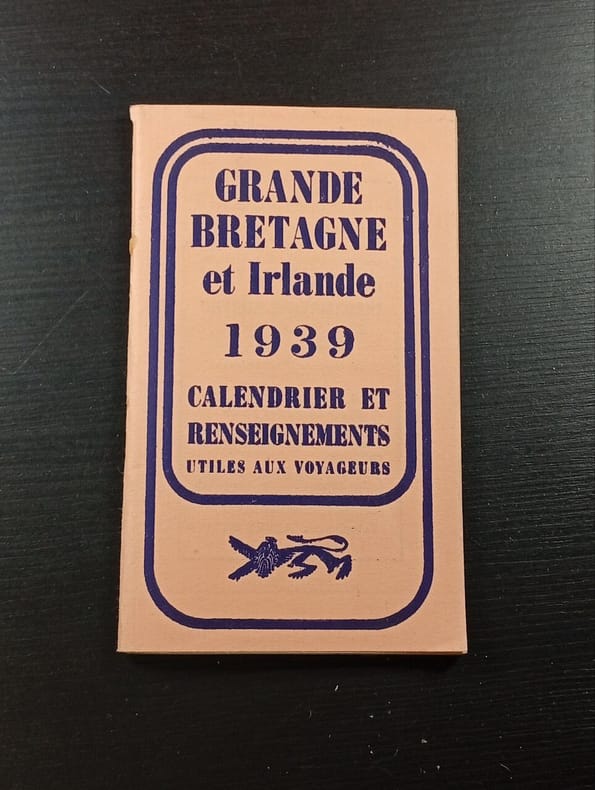 GRANDE
BRETAGNE
et Irlande
1939
CALENDRIER ET
RENSEIGNEMENTS
UTILES AUX VOYAGEURS